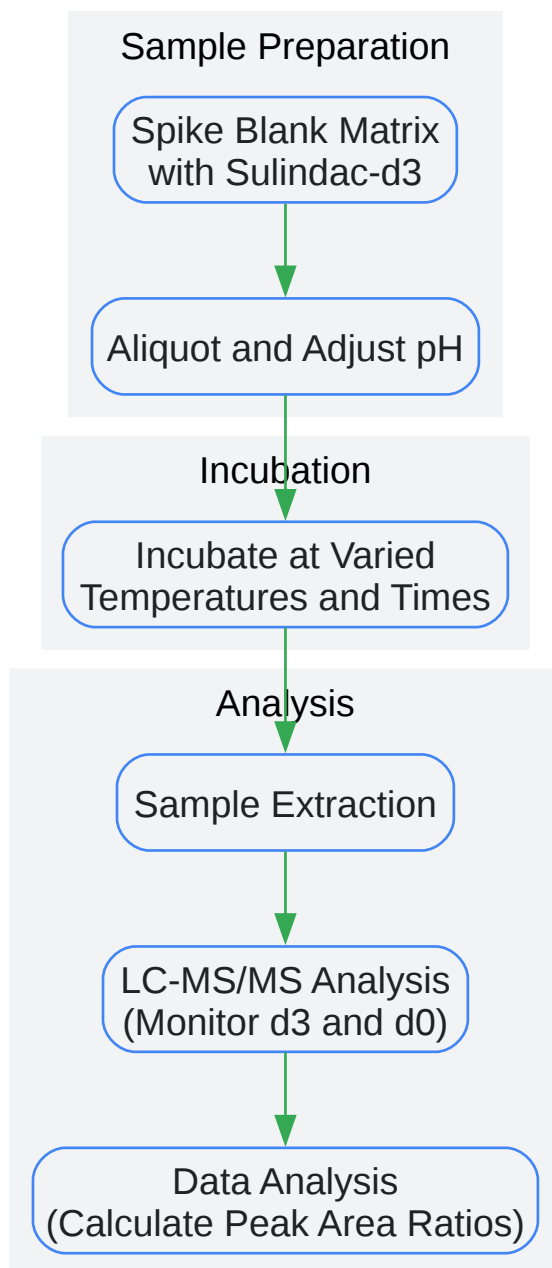 Sample Preparation
Spike Blank Matrix
with Sulindac-d3
Aliquot and Adjust pH
Incubation
Incubate at Varied
Temperatures and Times
Analysis
Sample Extraction
LC-MS/MS Analysis
(Monitor d3 and d0)
Data Analysis
(Calculate Peak Area Ratios)